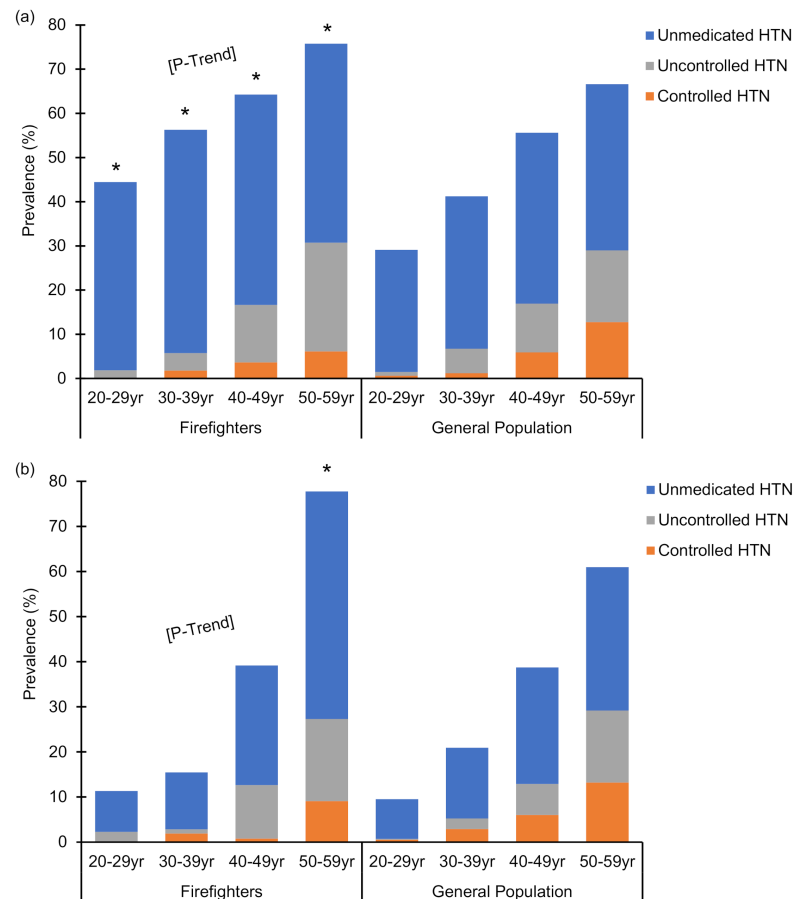 (a)
80
70
60
50
40
30
20
10
0
Prevalence (%)
[P-Trend]
*
*
*
*
Unmedicated HTN
Uncontrolled HTN
Controlled HTN
20-29yr 30-39yr 40-49yr 50-59yr 20-29yr 30-39yr 40-49yr 50-59yr
Firefighters General Population
(b)
80
70
60
50
40
30
20
10
0
Prevalence (%)
[P-Trend]
*
Unmedicated HTN
Uncontrolled HTN
Controlled HTN
20-29yr 30-39yr 40-49yr 50-59yr 20-29yr 30-39yr 40-49yr 50-59yr
Firefighters General Population